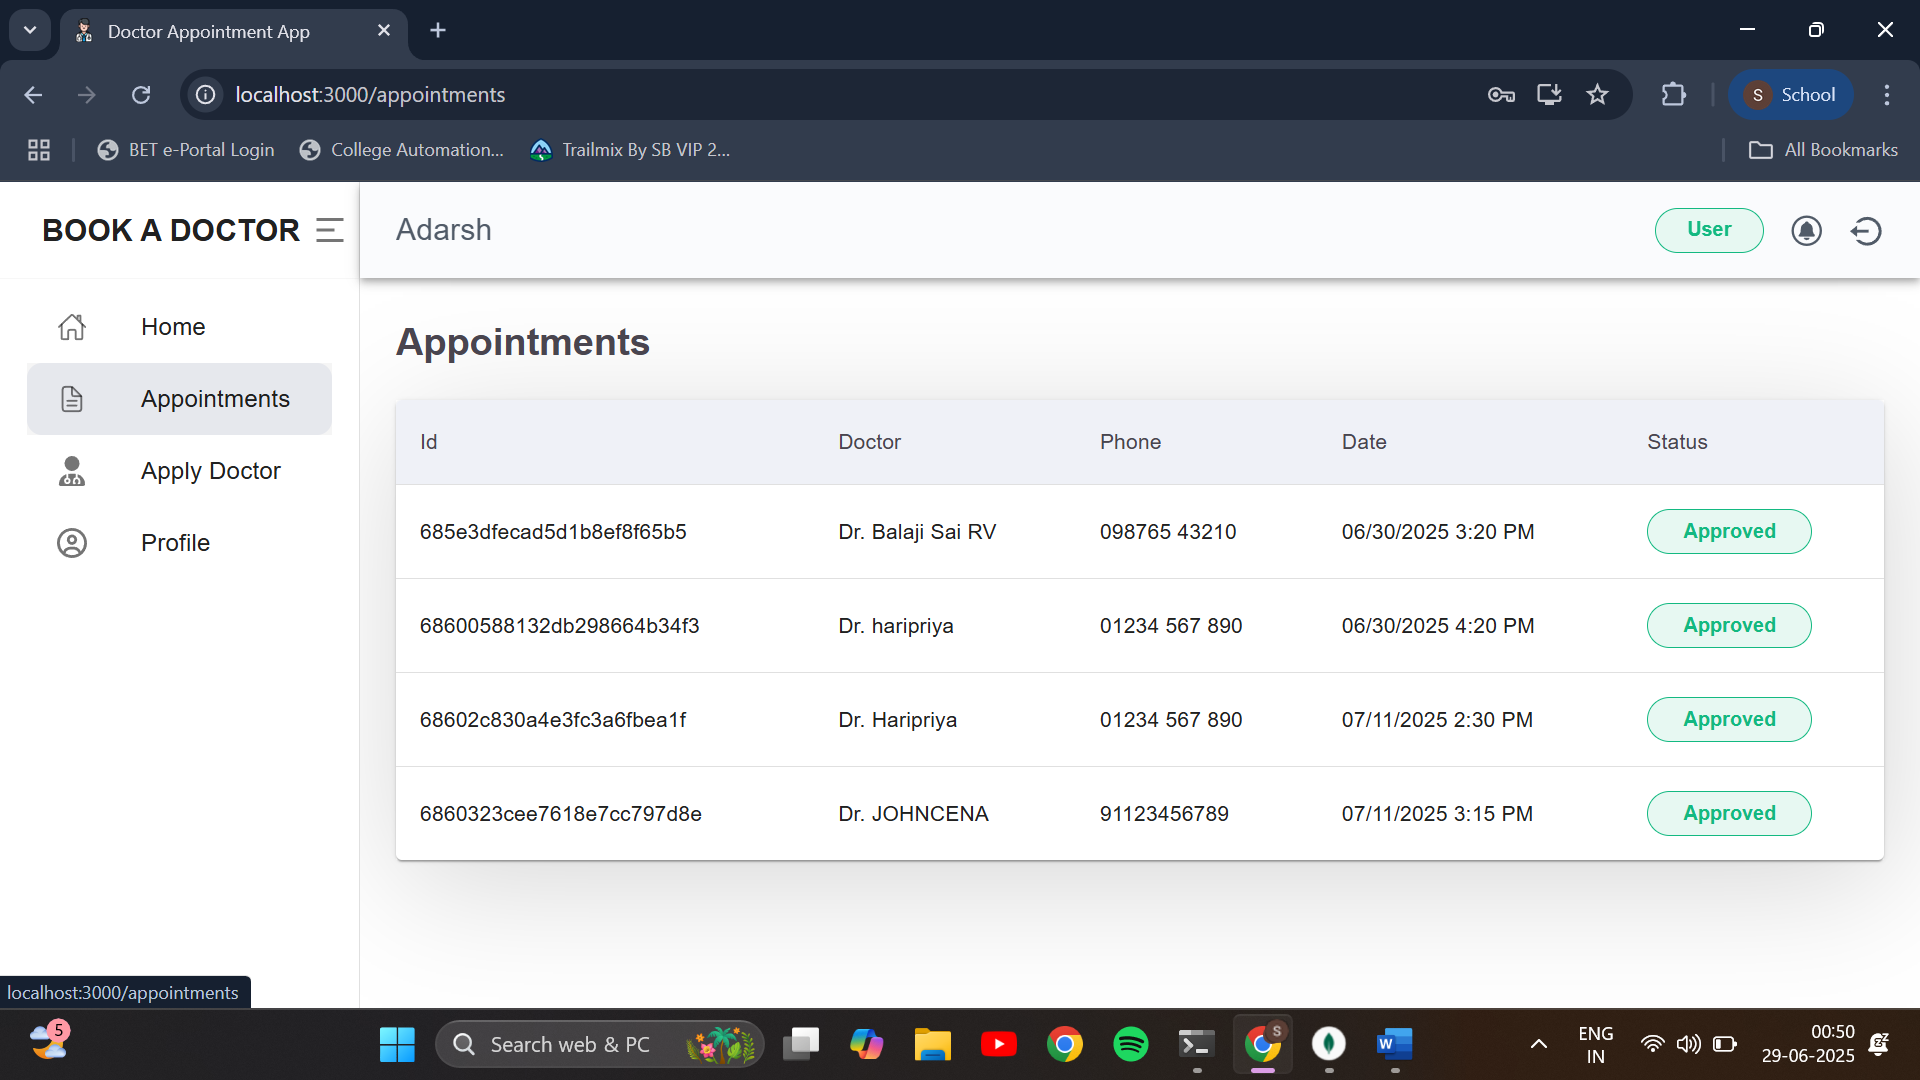 Doctor Appointment App
localhost:3000/appointments
S School
BET e-Portal Login
College Automation...
Trailmix By SB VIP 2...
All Bookmarks
BOOK A DOCTOR
Adarsh
User
Home
Appointments
Apply Doctor
Profile
Appointments
Id Doctor Phone Date Status
685e3dfecad5d1b8ef8f65b5 Dr. Balaji Sai RV 098765 43210 06/30/2025 3:20 PM Approved
68600588132db298664b34f3 Dr. haripriya 01234 567 890 06/30/2025 4:20 PM Approved
68602c830a4e3fc3a6fbea1f Dr. Haripriya 01234 567 890 07/11/2025 2:30 PM Approved
6860323cee7618e7cc797d8e Dr. JOHNCENA 91123456789 07/11/2025 3:15 PM Approved
localhost:3000/appointments
5
Search web & PC
S
W
ENG
IN
00:50
29-06-2025